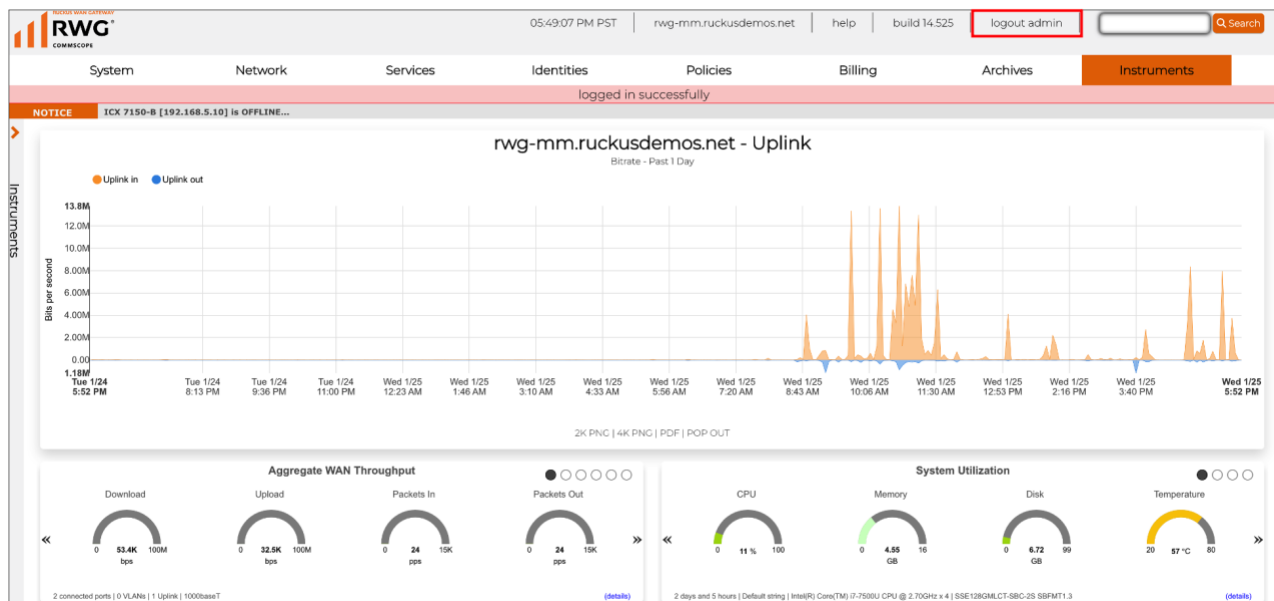 RUCKUS WAN GATEWAY
RWG
COMMSCOPE
05:49:07 PM PST | rwg-mm.ruckusdemos.net | help | build 14.525 | logout admin
Search
System Network Services Identities Policies Billing Archives Instruments
logged in successfully
NOTICE ICX 7150-B [192.168.5.10] is OFFLINE...
Instruments
rwg-mm.ruckusdemos.net - Uplink
Bitrate - Past 1 Day
Uplink in Uplink out
Bits per second
13.8M
12.0M
10.0M
8.00M
6.00M
4.00M
2.00M
0.00
1.18M
Tue 1/24 Tue 1/24 Tue 1/24 Tue 1/24 Wed 1/25 Wed 1/25 Wed 1/25 Wed 1/25 Wed 1/25 Wed 1/25 Wed 1/25 Wed 1/25 Wed 1/25 Wed 1/25 Wed 1/25 Wed 1/25 Wed 1/25
5:52 PM 8:13 PM 9:36 PM 11:00 PM 12:23 AM 1:46 AM 3:10 AM 4:33 AM 5:56 AM 7:20 AM 8:43 AM 10:06 AM 11:30 AM 12:53 PM 2:16 PM 3:40 PM 5:52 PM
2K PNG | 4K PNG | PDF | POP OUT
Aggregate WAN Throughput
Download Upload Packets In Packets Out
« 0 53.4K 100M 0 32.5K 100M 0 24 15K 0 24 15K »
bps bps pps pps
2 connected ports | 0 VLANs | 1 Uplink | 1000baseT (details)
System Utilization
CPU Memory Disk Temperature
« 0 11 % 100 0 4.55 16 0 6.72 99 20 57 °C 80 »
GB GB
2 days and 5 hours | Default string | Intel(R) Core(TM) i7-7500U CPU @ 2.70GHz x 4 | SSE128GMLCT-SBC-2S SBFMT1.3 (details)